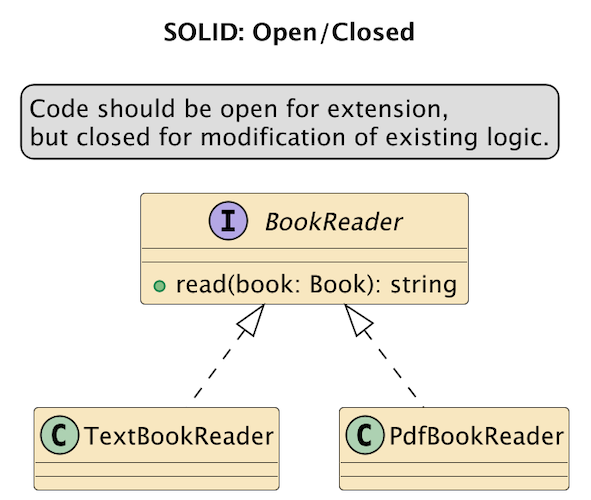 SOLID: Open/Closed
Code should be open for extension,
but closed for modification of existing logic.
I BookReader
read(book: Book): string
C TextBookReader
C PdfBookReader